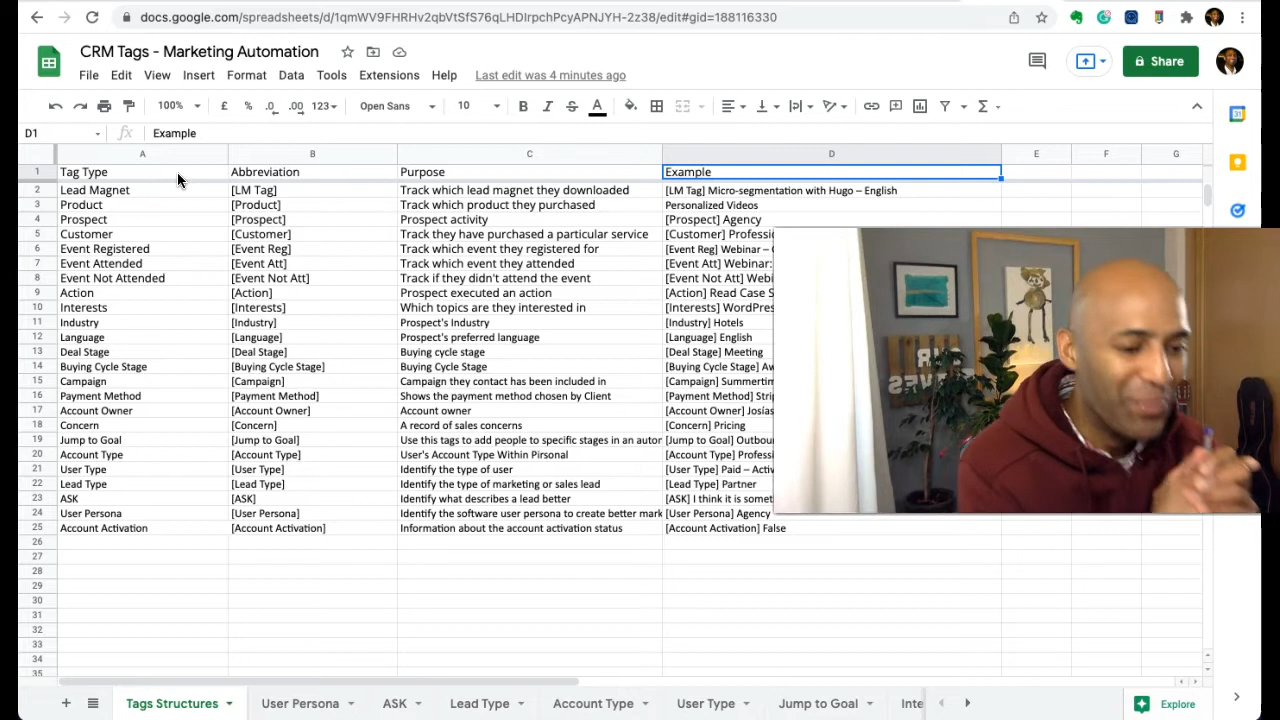 docs.google.com/spreadsheets/d/1qmWV9FHRHv2qbVtSfS76qLHDIrpchPcyAPNJYH-2z38/edit#gid=188116330
CRM Tags - Marketing Automation
File Edit View Insert Format Data Tools Extensions Help Last edit was 4 minutes ago
Share
100% £ % .0 .00 123 Open Sans 10 B I S A
D1 fx Example
A B C D E F G
1 Tag Type Abbreviation Purpose Example
2 Lead Magnet [LM Tag] Track which lead magnet they downloaded [LM Tag] Micro-segmentation with Hugo – English
3 Product [Product] Track which product they purchased Personalized Videos
4 Prospect [Prospect] Prospect activity [Prospect] Agency
5 Customer [Customer] Track they have purchased a particular service [Customer] Professi
6 Event Registered [Event Reg] Track which event they registered for [Event Reg] Webinar –
7 Event Attended [Event Att] Track which event they attended [Event Att] Webinar:
8 Event Not Attended [Event Not Att] Track if they didn't attend the event [Event Not Att] Webi
9 Action [Action] Prospect executed an action [Action] Read Case S
10 Interests [Interests] Which topics are they interested in [Interests] WordPres
11 Industry [Industry] Prospect's Industry [Industry] Hotels
12 Language [Language] Prospect's preferred language [Language] English
13 Deal Stage [Deal Stage] Buying cycle stage [Deal Stage] Meeting
14 Buying Cycle Stage [Buying Cycle Stage] Buying cycle stage [Buying Cycle Stage] Aw
15 Campaign [Campaign] Campaign they contact has been included in [Campaign] Summertim
16 Payment Method [Payment Method] Shows the payment method chosen by Client [Payment Method] Strip
17 Account Owner [Account Owner] Account owner [Account Owner] Josías
18 Concern [Concern] A record of sales concerns [Concern] Pricing
19 Jump to Goal [Jump to Goal] Use this tags to add people to specific stages in an autor [Jump to Goal] Outbou
20 Account Type [Account Type] User's Account Type Within Pirsonal [Account Type] Profess
21 User Type [User Type] Identify the type of user [User Type] Paid – Activ
22 Lead Type [Lead Type] Identify the type of marketing or sales lead [Lead Type] Partner
23 ASK [ASK] Identify what describes a lead better [ASK] I think it is somet
24 User Persona [User Persona] Identify the software user persona to create better mark [User Persona] Agency
25 Account Activation [Account Activation] Information about the account activation status [Account Activation] False
26
27
28
29
30
31
32
33
34
35
Tags Structures User Persona ASK Lead Type Account Type User Type Jump to Goal Inte Explore